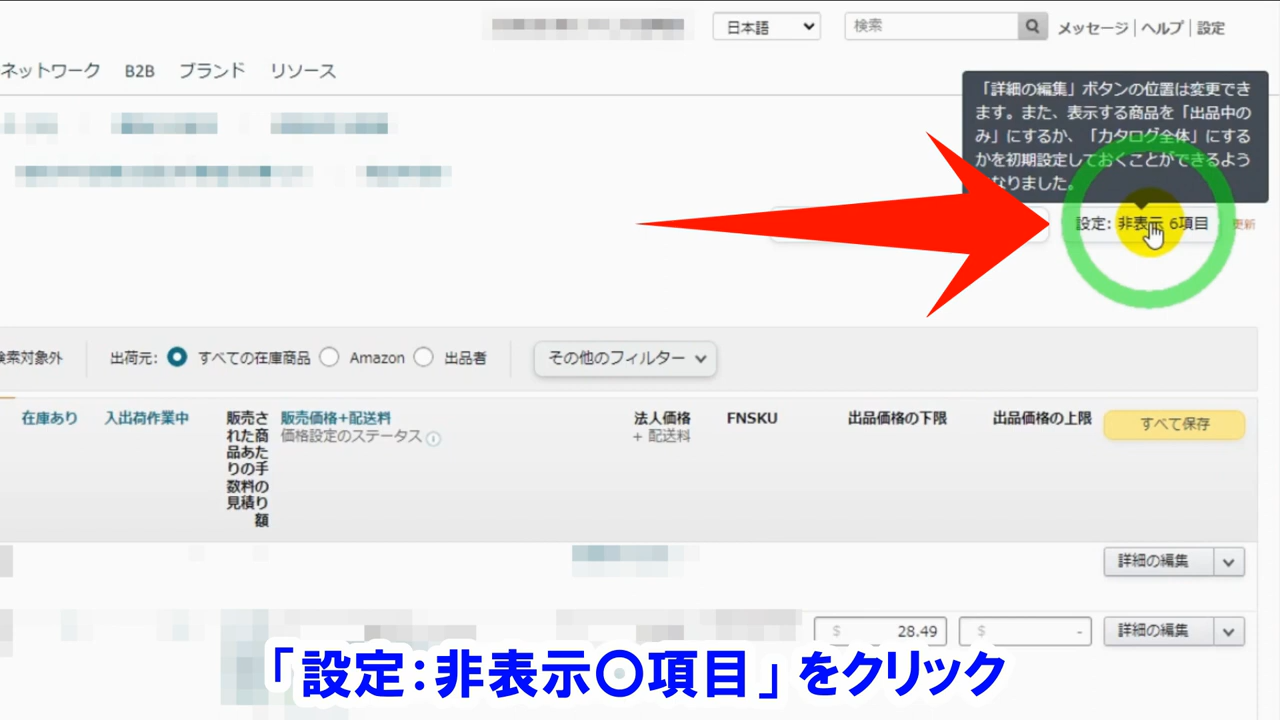 日本語
検索
メッセージ | ヘルプ | 設定
ネットワーク B2B ブランド リソース
「詳細の編集」ボタンの位置は変更でき
ます。また、表示する商品を「出品中の
み」にするか、「カタログ全体」にする
かを初期設定しておくことができるよう
になりました。
設定: 非表示 6項目
更新
検索対象外
出荷元: すべての在庫商品 Amazon 出品者
その他のフィルター
在庫あり
入出荷作業中
販売さ
れた商
品あた
りの手
数料の
見積り
額
販売価格+配送料
価格設定のステータス
法人価格
+ 配送料
FNSKU
出品価格の下限
出品価格の上限
すべて保存
詳細の編集
$ 28.49
$ -
詳細の編集
「設定:非表示〇項目」をクリック